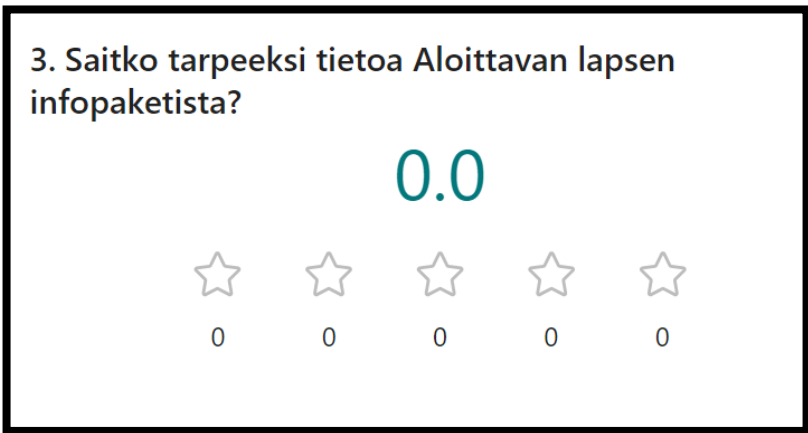 3. Saitko tarpeeksi tietoa Aloittavan lapsen
infopaketista?
0.0
0 0 0 0 0